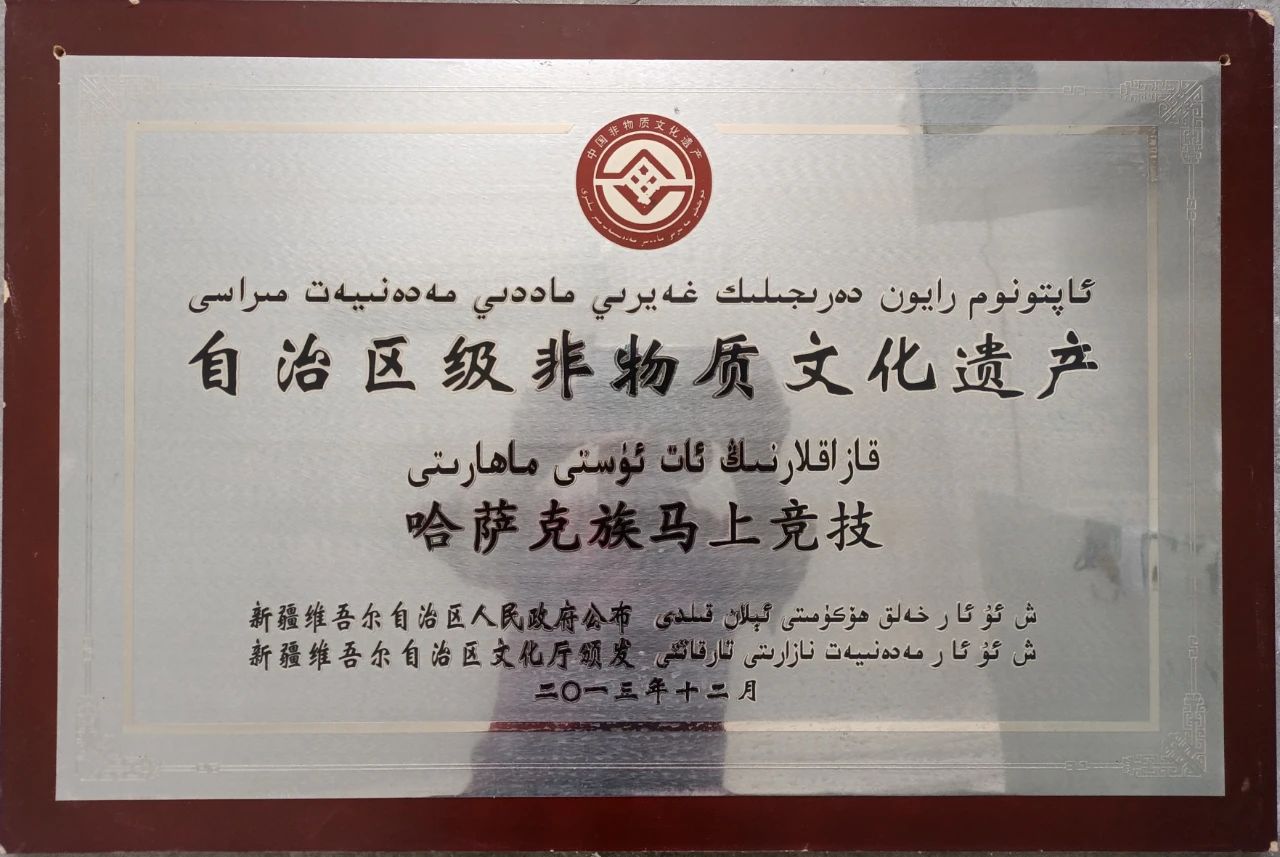 中国非物质文化遗产
ئاپتونوم رايون دەرىجىلىك غەيرىي ماددىي مەدەنىيەت مىراسى
自治区级非物质文化遗产
قازاقلارنىڭ ئات ئۈستى ماھارىتى
哈萨克族马上竞技
新疆维吾尔自治区人民政府公布 ش ئۇ ئا ر خەلق ھۆكۈمىتى ئېلان قىلدى
新疆维吾尔自治区文化厅颁发 ش ئۇ ئا ر مەدەنىيەت نازارىتى تارقاتتى
二〇一三年十二月